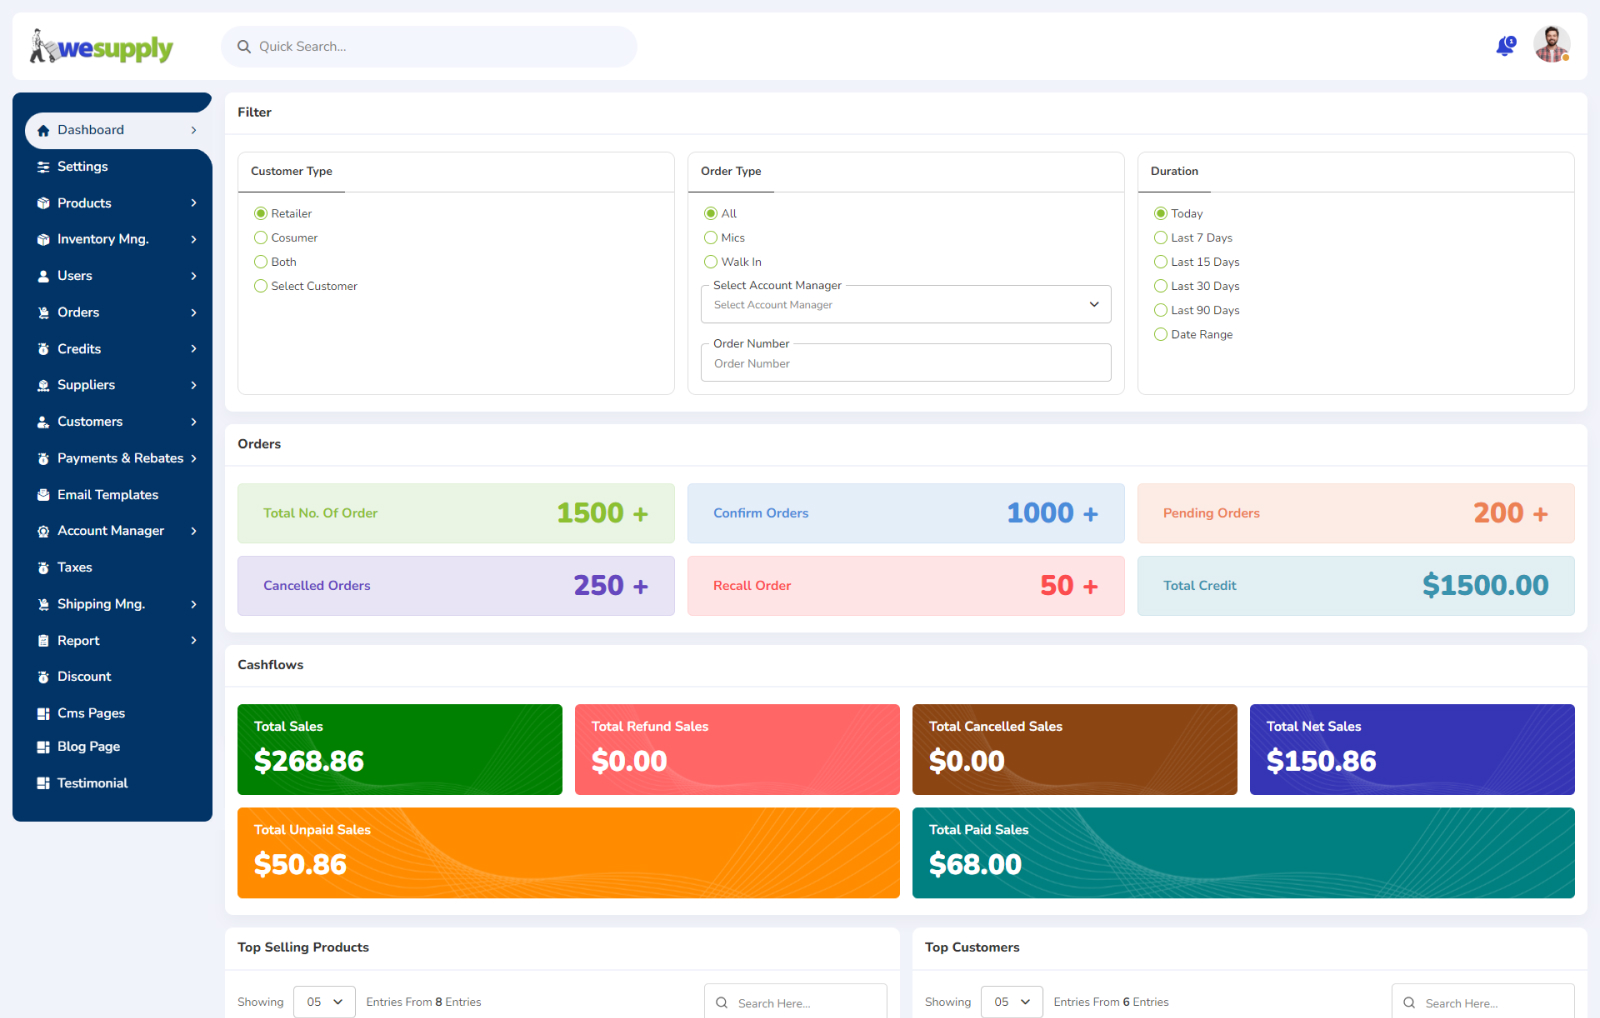 wesupply
Quick Search...
1
Dashboard
Settings
Products
Inventory Mng.
Users
Orders
Credits
Suppliers
Customers
Payments & Rebates
Email Templates
Account Manager
Taxes
Shipping Mng.
Report
Discount
Cms Pages
Blog Page
Testimonial
Filter
Customer Type
Retailer
Cosumer
Both
Select Customer
Order Type
All
Mics
Walk In
Select Account Manager
Select Account Manager
Order Number
Order Number
Duration
Today
Last 7 Days
Last 15 Days
Last 30 Days
Last 90 Days
Date Range
Orders
Total No. Of Order 1500 +
Confirm Orders 1000 +
Pending Orders 200 +
Cancelled Orders 250 +
Recall Order 50 +
Total Credit $1500.00
Cashflows
Total Sales
$268.86
Total Refund Sales
$0.00
Total Cancelled Sales
$0.00
Total Net Sales
$150.86
Total Unpaid Sales
$50.86
Total Paid Sales
$68.00
Top Selling Products
Showing 05 Entries From 8 Entries
Search Here...
Top Customers
Showing 05 Entries From 6 Entries
Search Here...